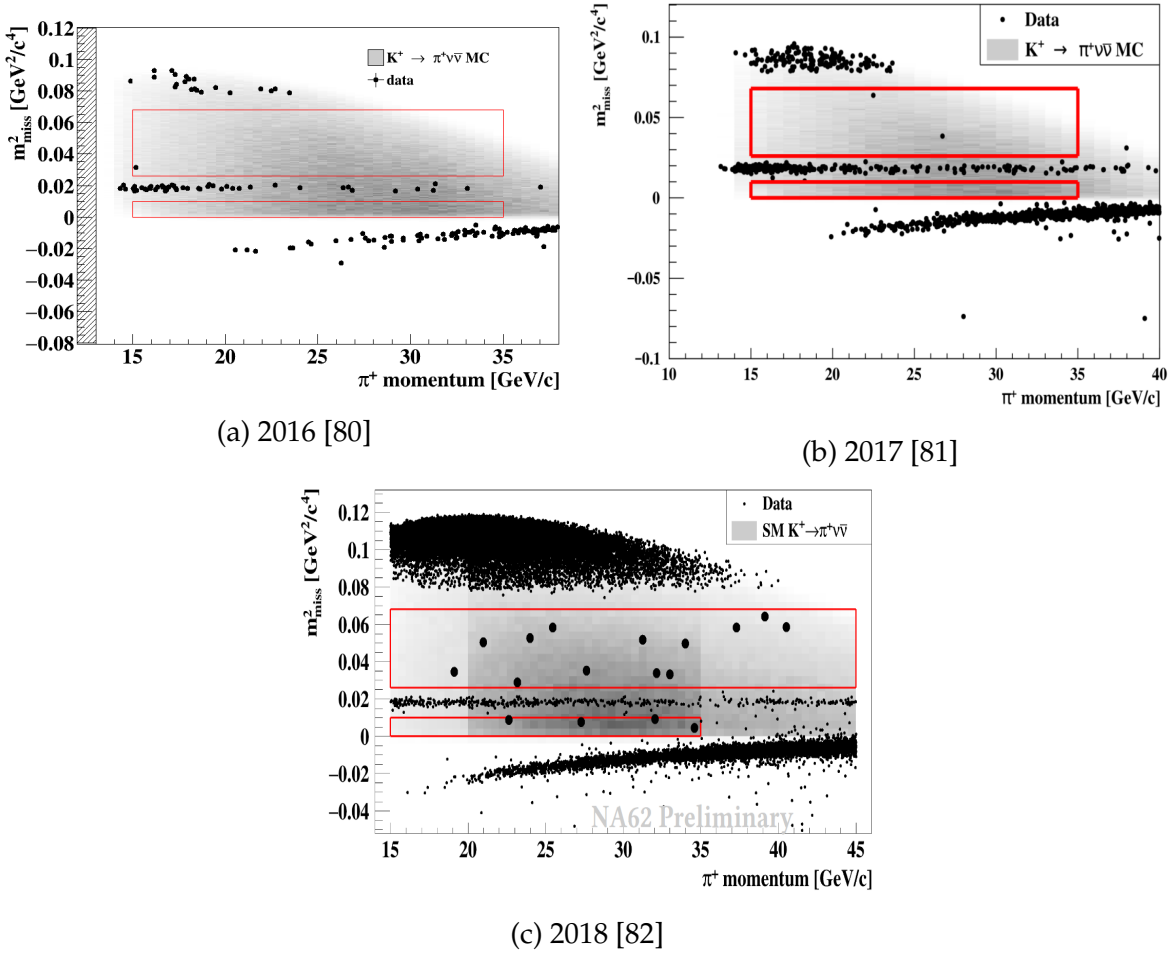 0.12
0.1
0.08
0.06
0.04
0.02
0
−0.02
−0.04
−0.06
−0.08
m²miss [GeV²/c⁴]
K⁺ → π⁺νν̄ MC
data
15 20 25 30 35
π⁺ momentum [GeV/c]
(a) 2016 [80]
0.1
0.05
0
−0.05
−0.1
m²miss [GeV²/c⁴]
Data
K⁺ → π⁺νν̄ MC
10 15 20 25 30 35 40
π⁺ momentum [GeV/c]
(b) 2017 [81]
0.12
0.1
0.08
0.06
0.04
0.02
0
−0.02
−0.04
m²miss [GeV²/c⁴]
Data
SM K⁺→π⁺νν̄
NA62 Preliminary
15 20 25 30 35 40 45
π⁺ momentum [GeV/c]
(c) 2018 [82]